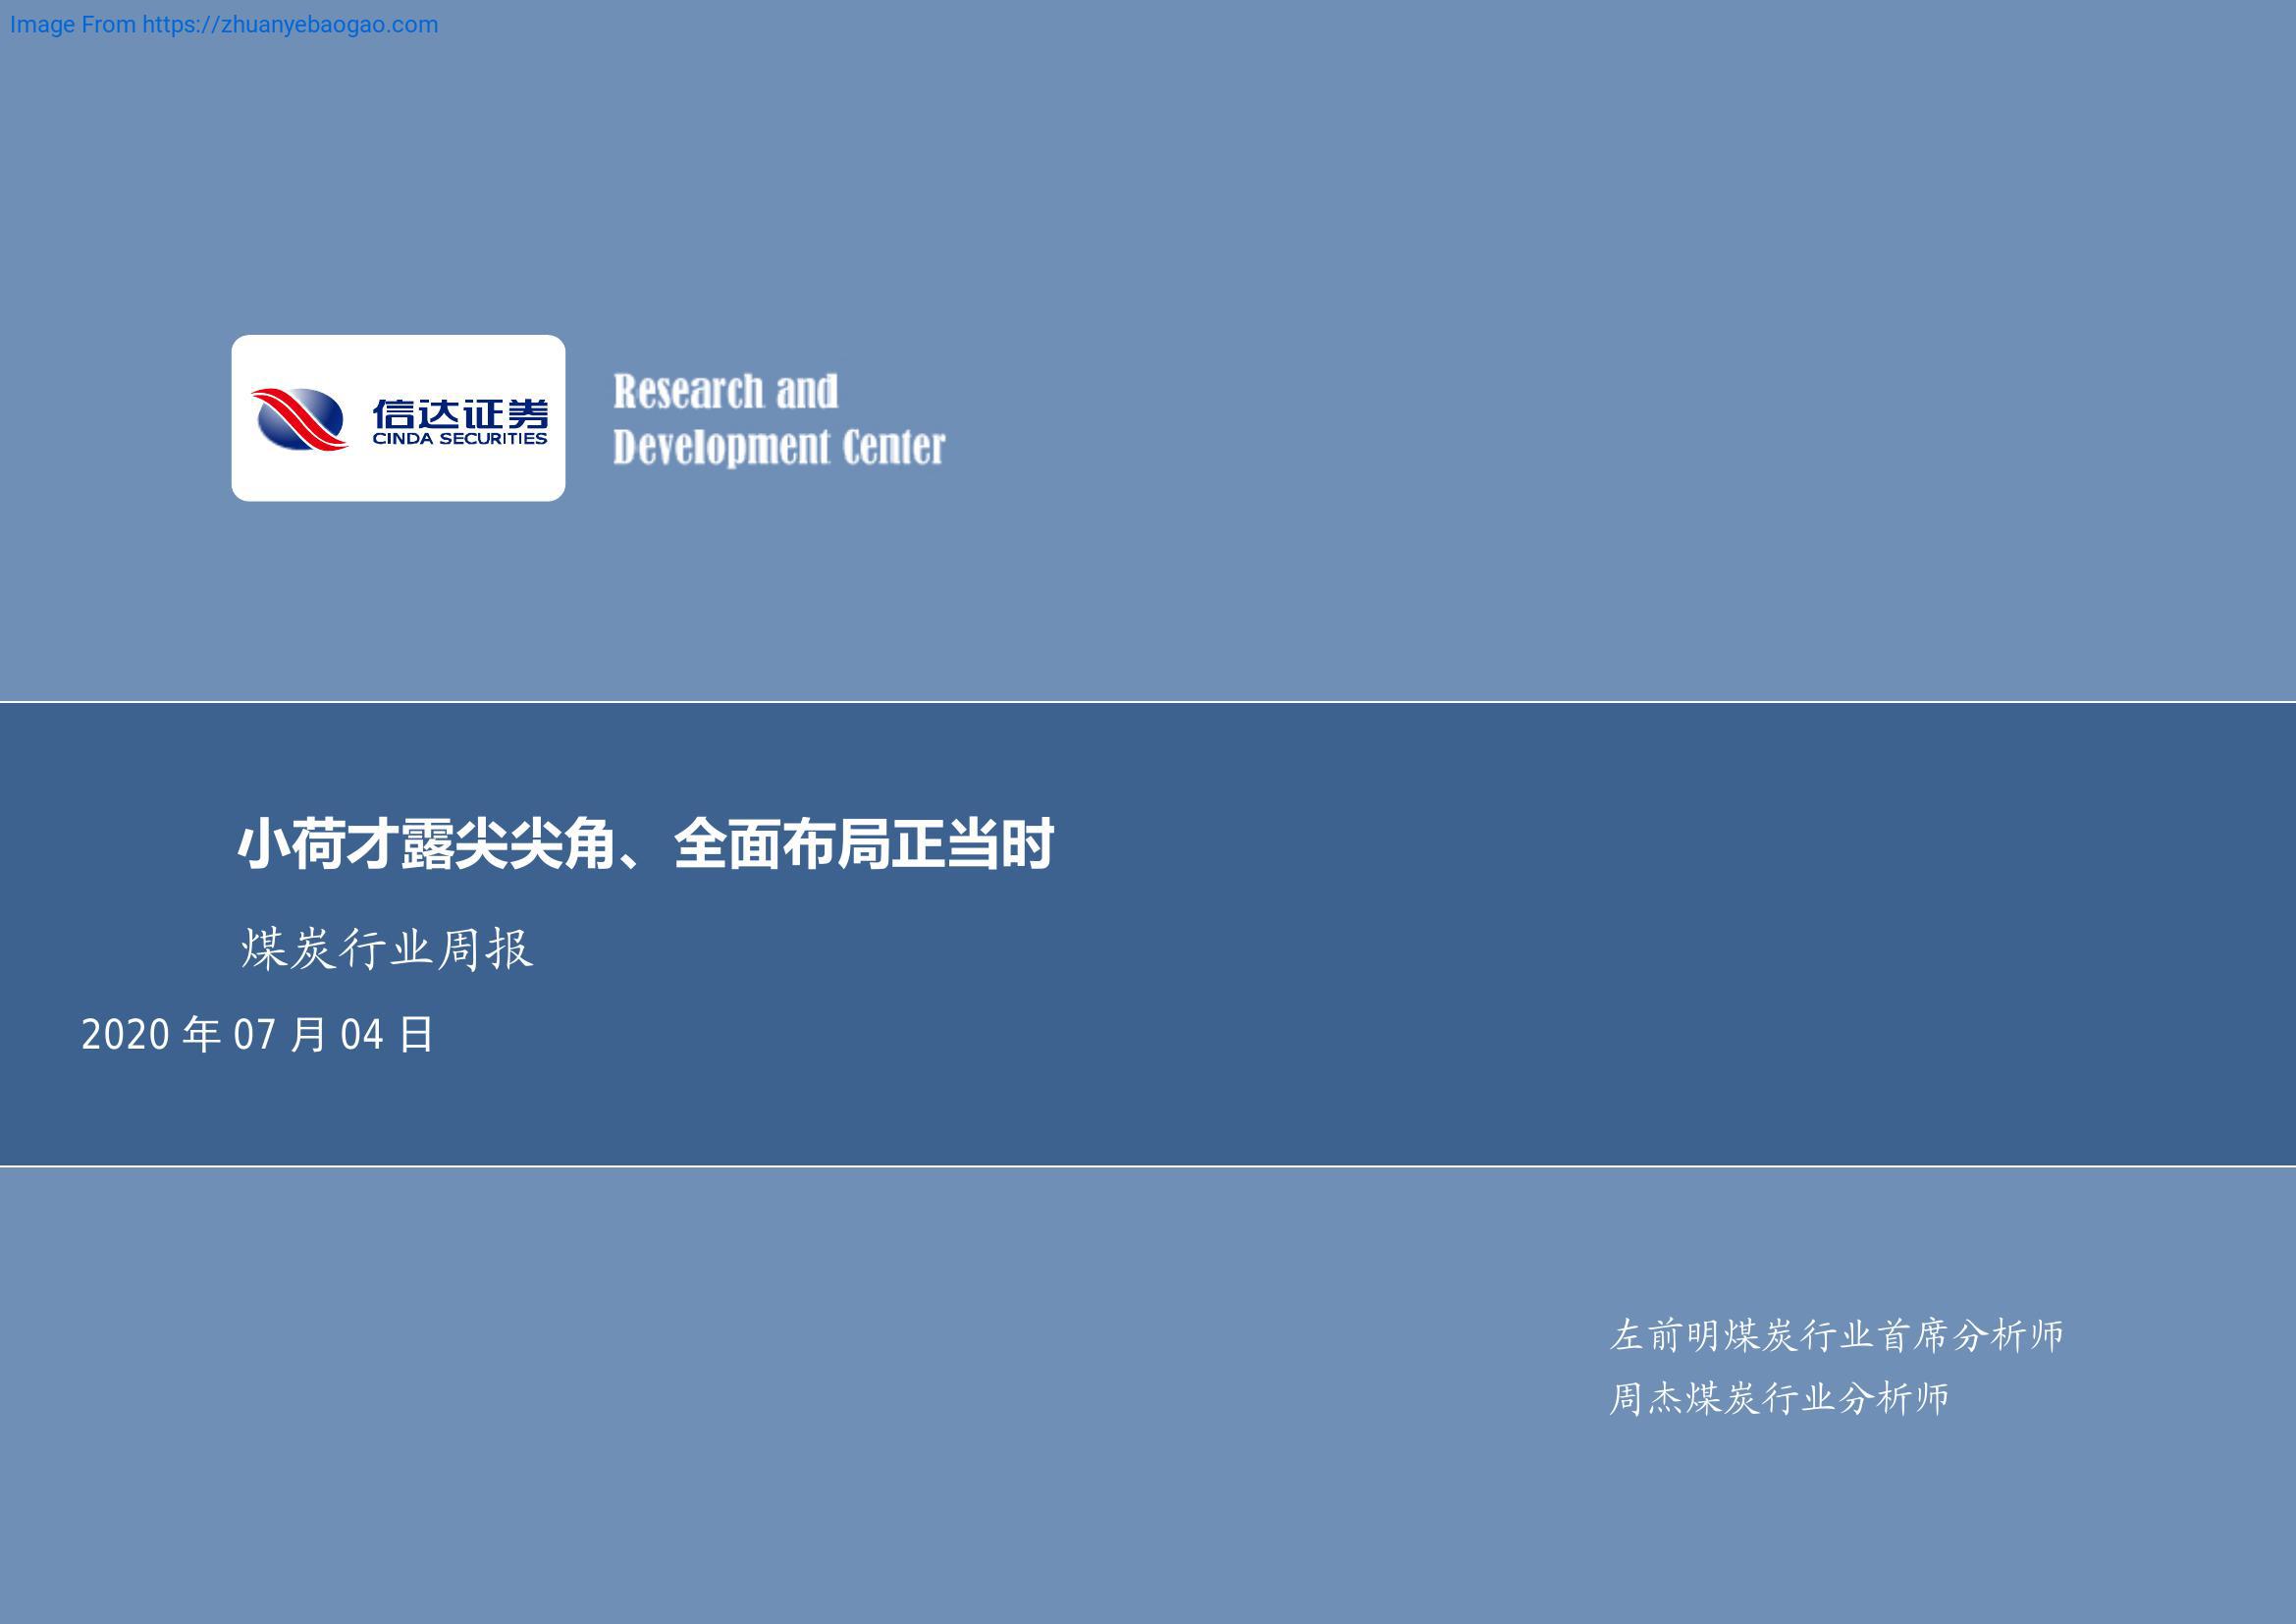 Image From https://zhuanyebaogao.com
信达证券
CINDA SECURITIES
Research and
Development Center
小荷才露尖尖角、全面布局正当时
煤炭行业周报
2020 年 07 月 04 日
左前明煤炭行业首席分析师
周杰煤炭行业分析师